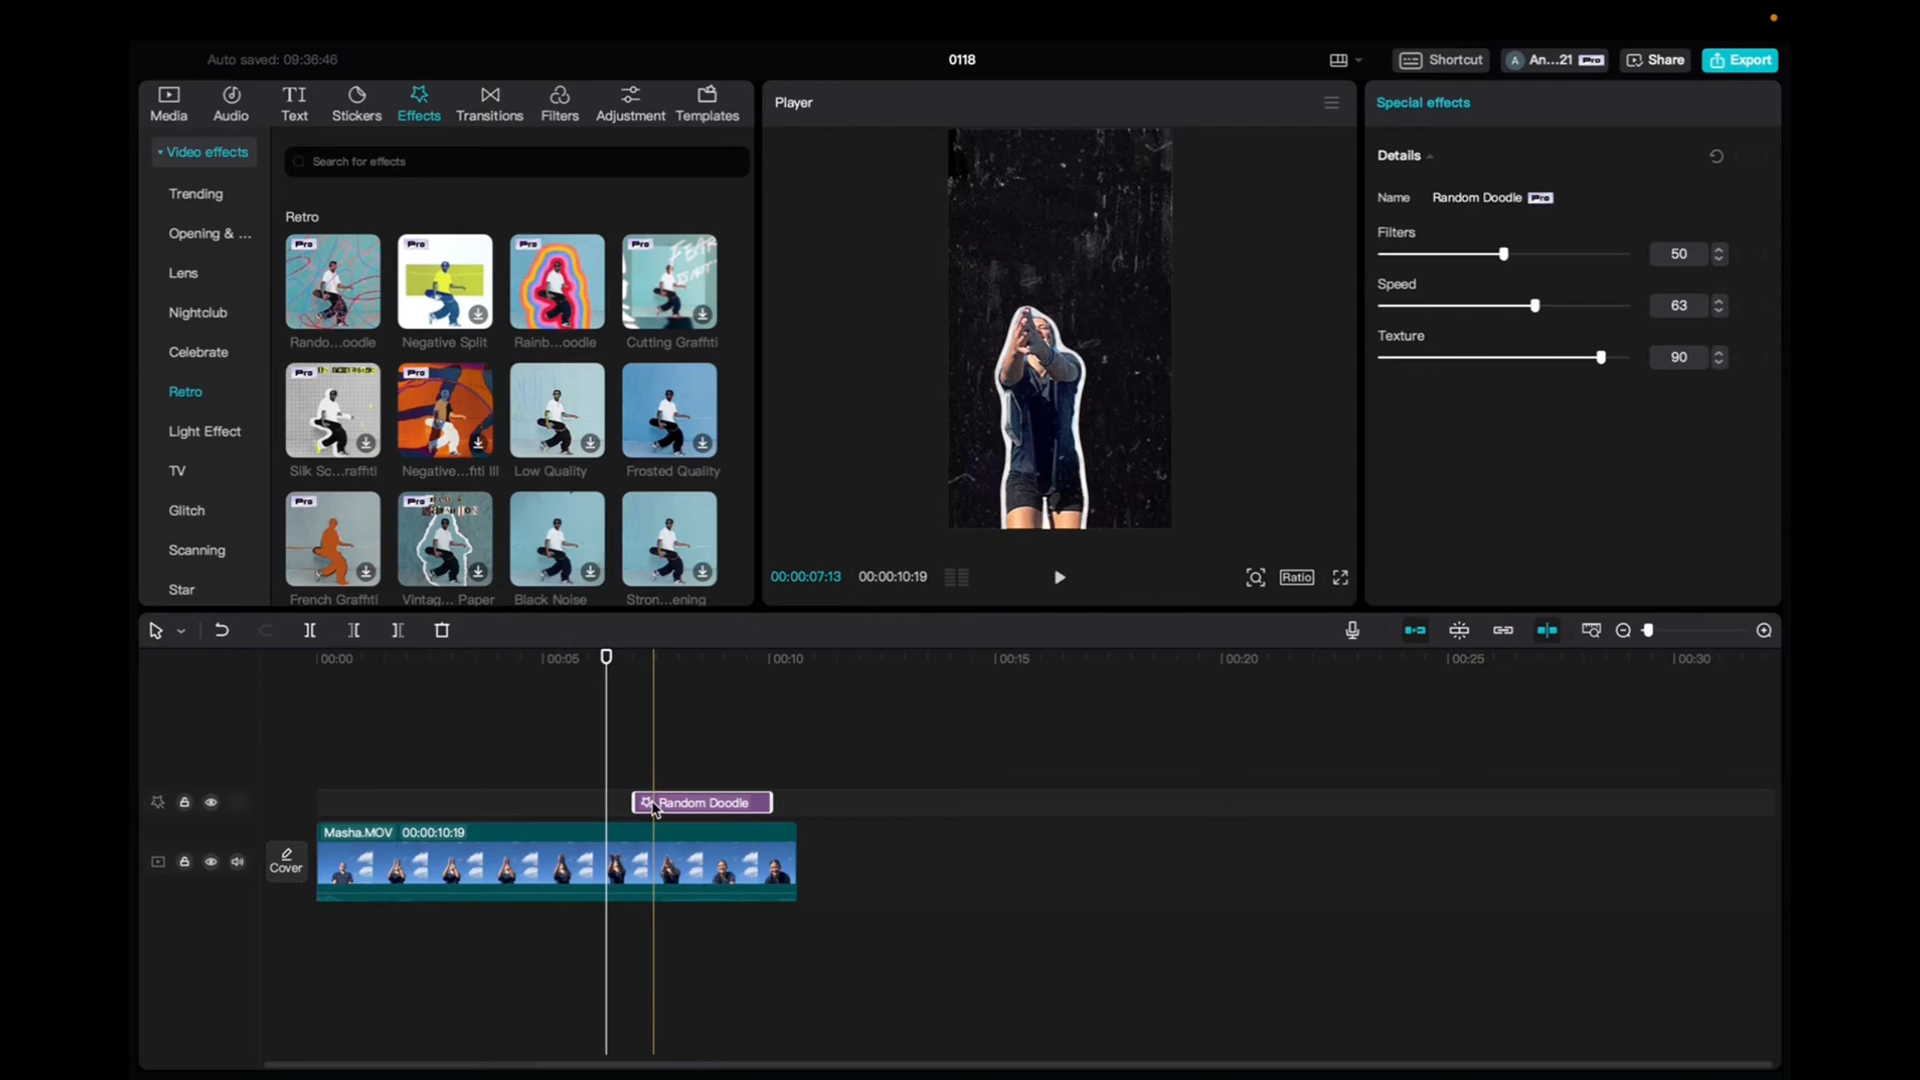 Auto saved: 09:36:46
0118
Shortcut
A An...21 Pro
Share
Export
Media
Audio
TI
Text
Stickers
Effects
Transitions
Filters
Adjustment
Templates
Player
Special effects
Video effects
Search for effects
Trending
Opening & ...
Lens
Nightclub
Celebrate
Retro
Light Effect
TV
Glitch
Scanning
Star
Retro
Pro
Pro
Pro
Pro
FEAR
IS NOT
Rando...oodle
Negative Split
Rainb...oodle
Cutting Graffiti
Pro
Pro
Silk Sc...raffiti
Negative...fiti III
Low Quality
Frosted Quality
Pro
Pro
French Graffiti
Vintag... Paper
Black Noise
Stron...ening
Details
Name
Random Doodle Pro
Filters
50
Speed
63
Texture
90
00:00:07:13
00:00:10:19
Ratio
00:00
00:05
00:10
00:15
00:20
00:25
00:30
Random Doodle
Masha.MOV 00:00:10:19
Cover